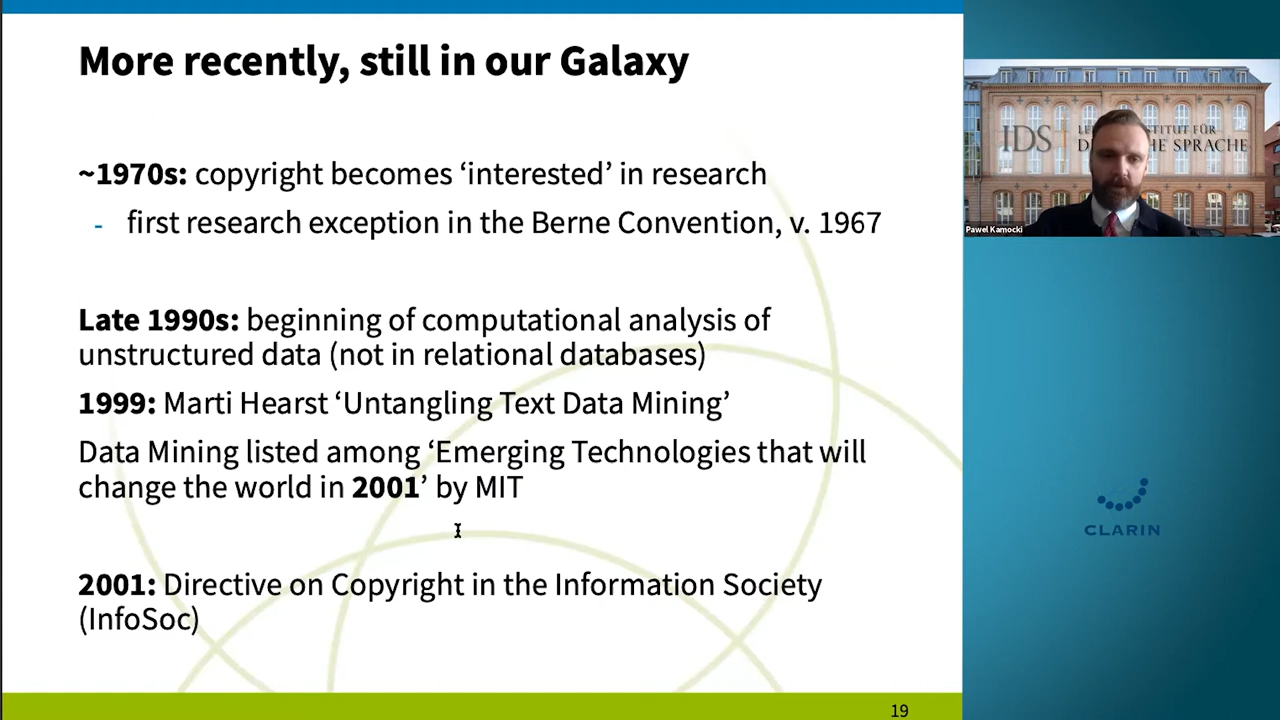 More recently, still in our Galaxy
~1970s: copyright becomes ‘interested’ in research
- first research exception in the Berne Convention, v. 1967
Late 1990s: beginning of computational analysis of
unstructured data (not in relational databases)
1999: Marti Hearst ‘Untangling Text Data Mining’
Data Mining listed among ‘Emerging Technologies that will
change the world in 2001’ by MIT
2001: Directive on Copyright in the Information Society
(InfoSoc)
19
IDS
STITUT FÜR
HE SPRACHE
Pawel Kamocki
CLARIN